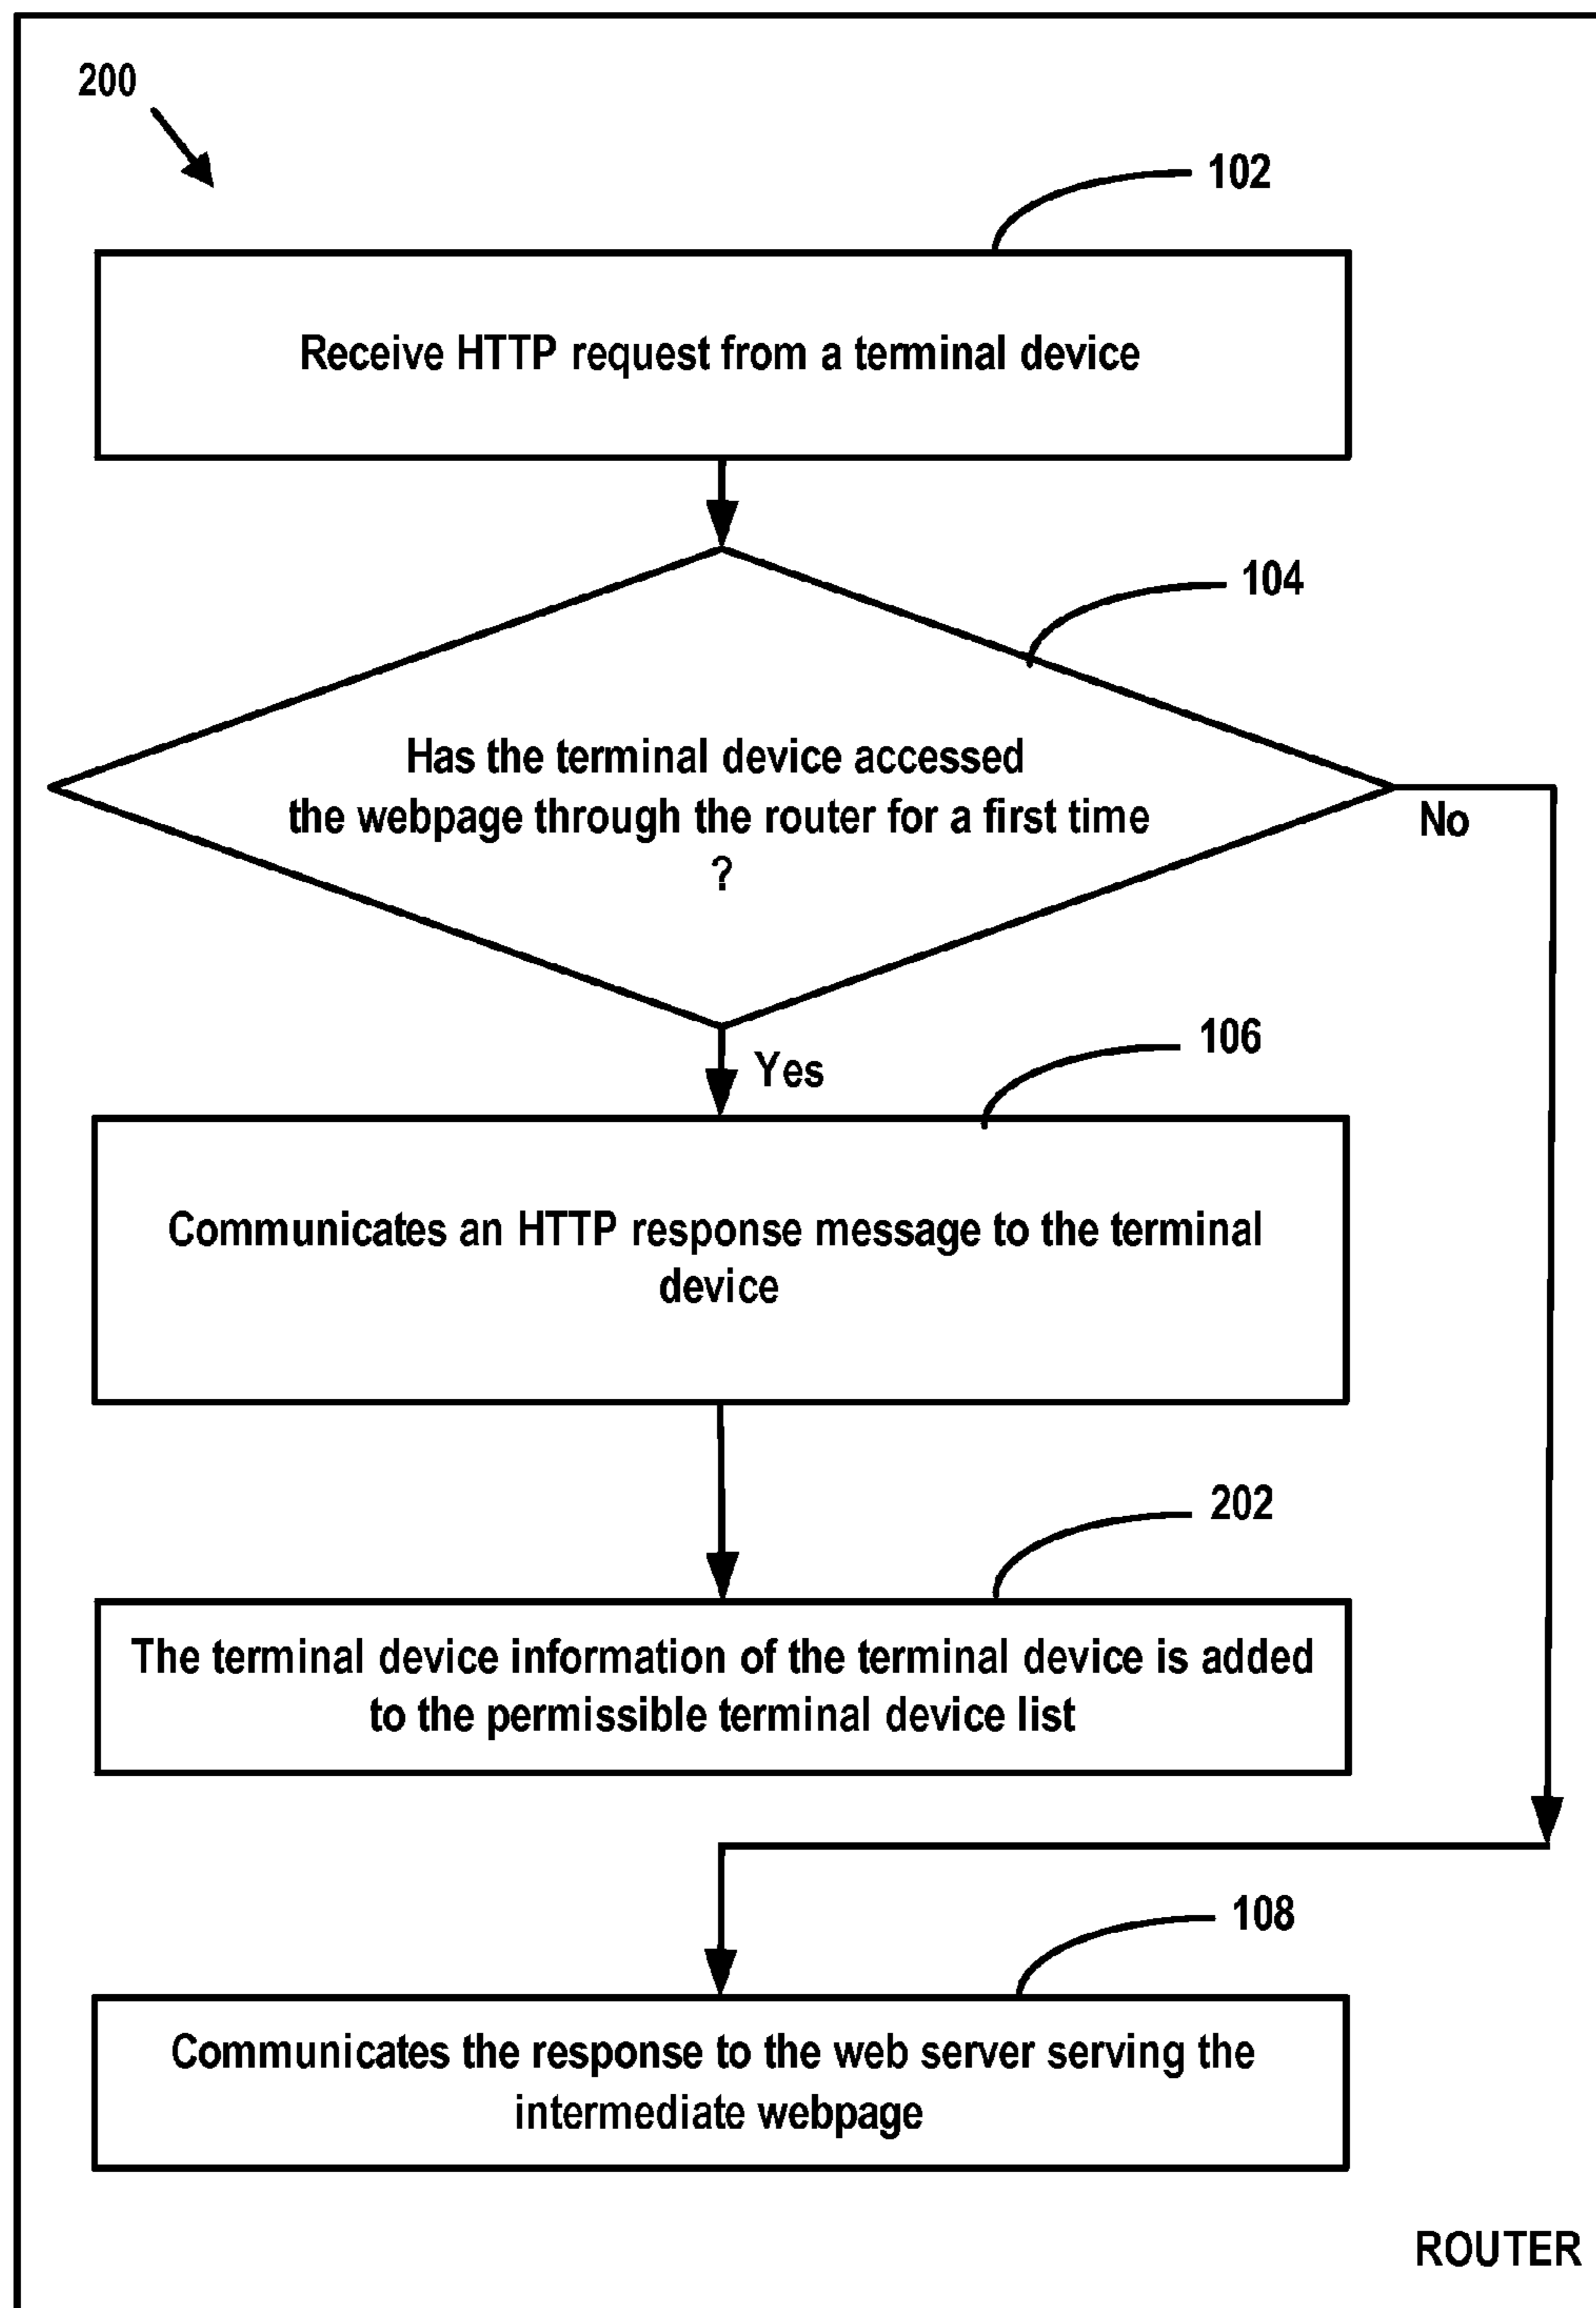 200
102
Receive HTTP request from a terminal device
104
Has the terminal device accessed
the webpage through the router for a first time
?
No
Yes
106
Communicates an HTTP response message to the terminal
device
202
The terminal device information of the terminal device is added
to the permissible terminal device list
108
Communicates the response to the web server serving the
intermediate webpage
ROUTER